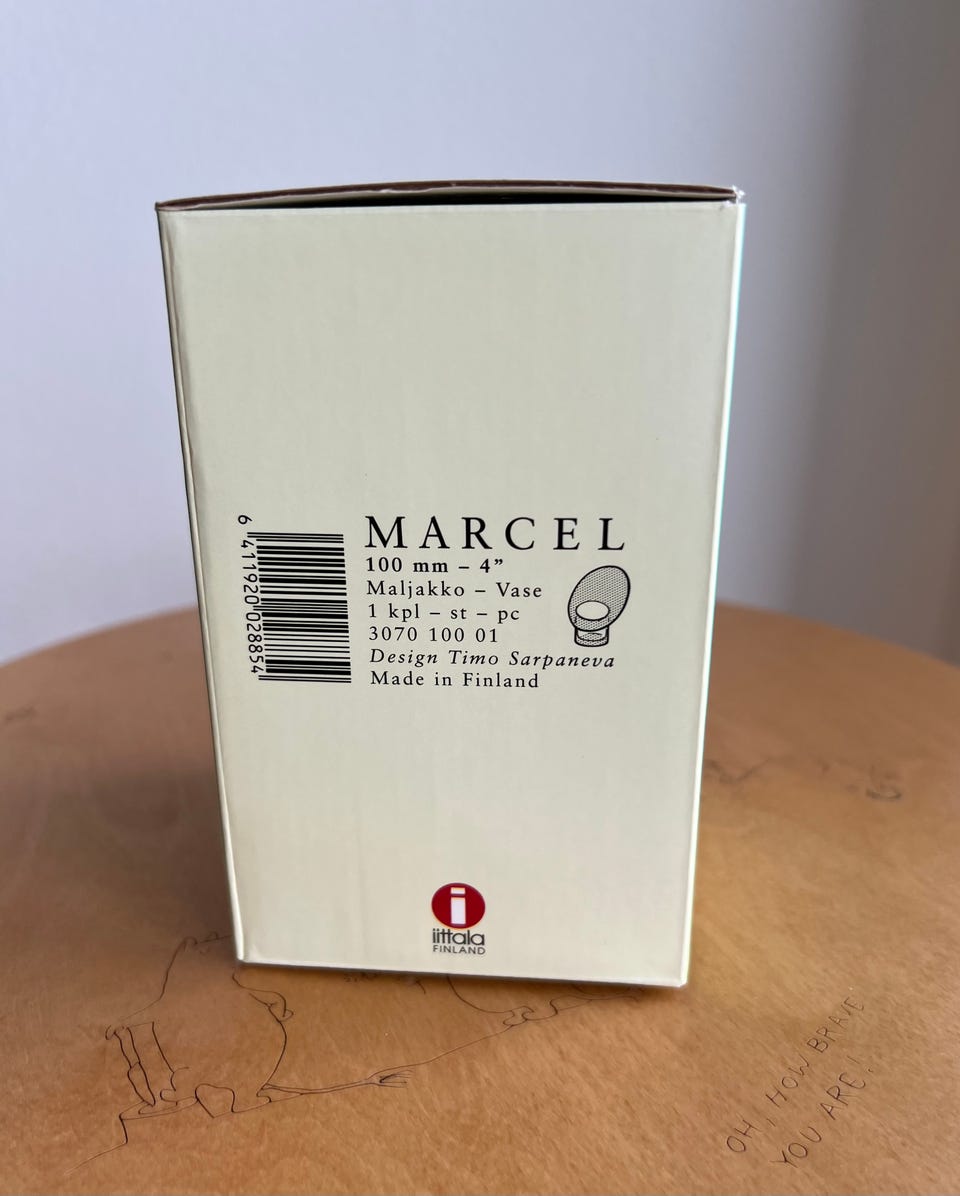 MARCEL
100 mm – 4”
Maljakko – Vase
1 kpl – st – pc
3070 100 01
Design Timo Sarpaneva
Made in Finland
6 411920 028854
i
iittala
FINLAND
OH, HOW BRAVE
YOU ARE!